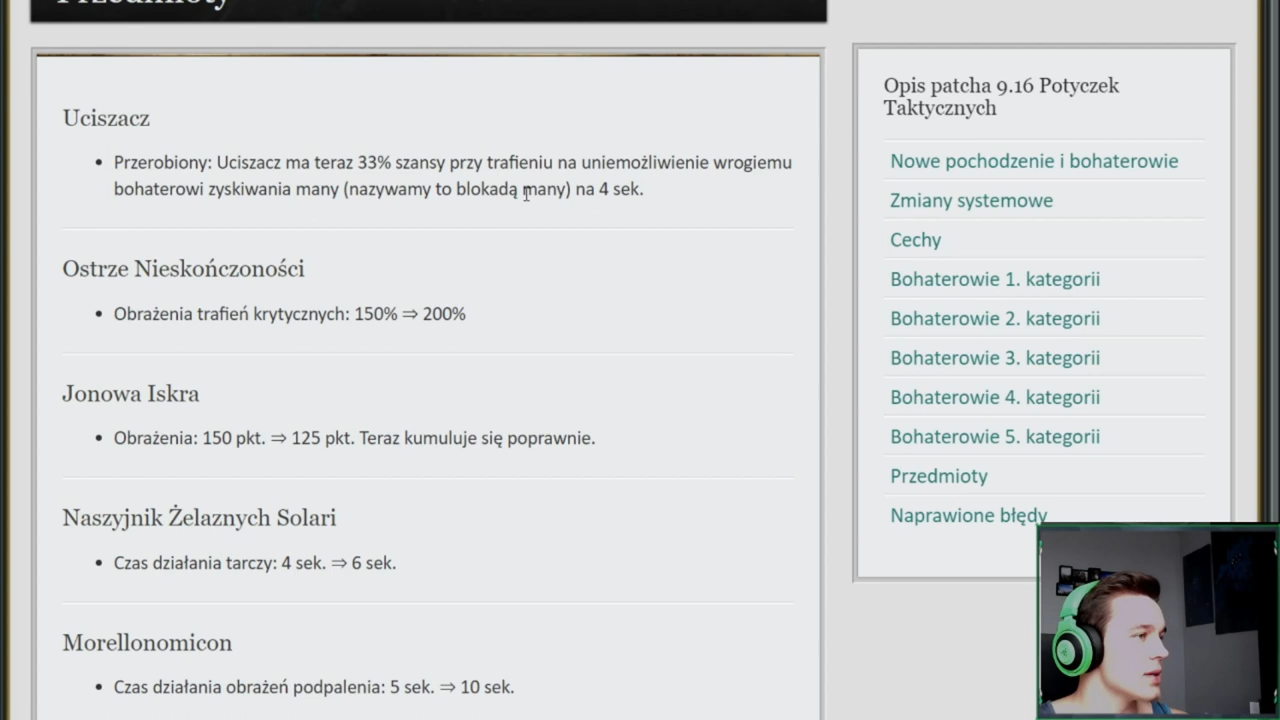 Przedmioty
Uciszacz
• Przerobiony: Uciszacz ma teraz 33% szansy przy trafieniu na uniemożliwienie wrogiemu
bohaterowi zyskiwania many (nazywamy to blokadą many) na 4 sek.
Ostrze Nieskończoności
• Obrażenia trafień krytycznych: 150% ⇒ 200%
Jonowa Iskra
• Obrażenia: 150 pkt. ⇒ 125 pkt. Teraz kumuluje się poprawnie.
Naszyjnik Żelaznych Solari
• Czas działania tarczy: 4 sek. ⇒ 6 sek.
Morellonomicon
• Czas działania obrażeń podpalenia: 5 sek. ⇒ 10 sek.
Opis patcha 9.16 Potyczek
Taktycznych
Nowe pochodzenie i bohaterowie
Zmiany systemowe
Cechy
Bohaterowie 1. kategorii
Bohaterowie 2. kategorii
Bohaterowie 3. kategorii
Bohaterowie 4. kategorii
Bohaterowie 5. kategorii
Przedmioty
Naprawione błędy